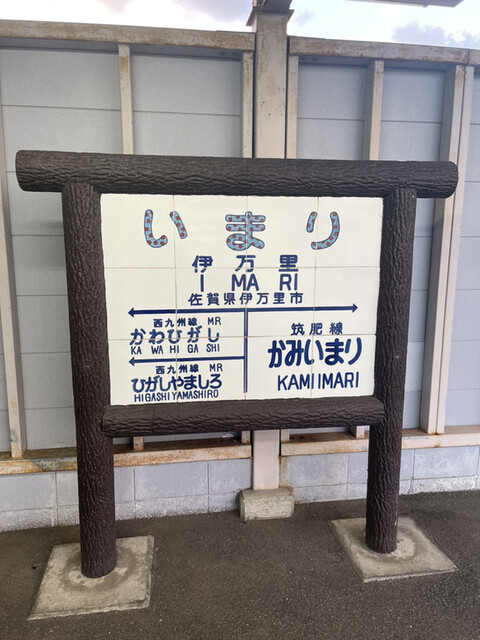 いまり
伊万里
I MA RI
佐賀県伊万里市
西九州線 MR
かわひがし
KA WA HI GA SHI
西九州線 MR
ひがしやましろ
HIGASHI YAMASHIRO
筑肥線
かみいまり
KAMI IMARI